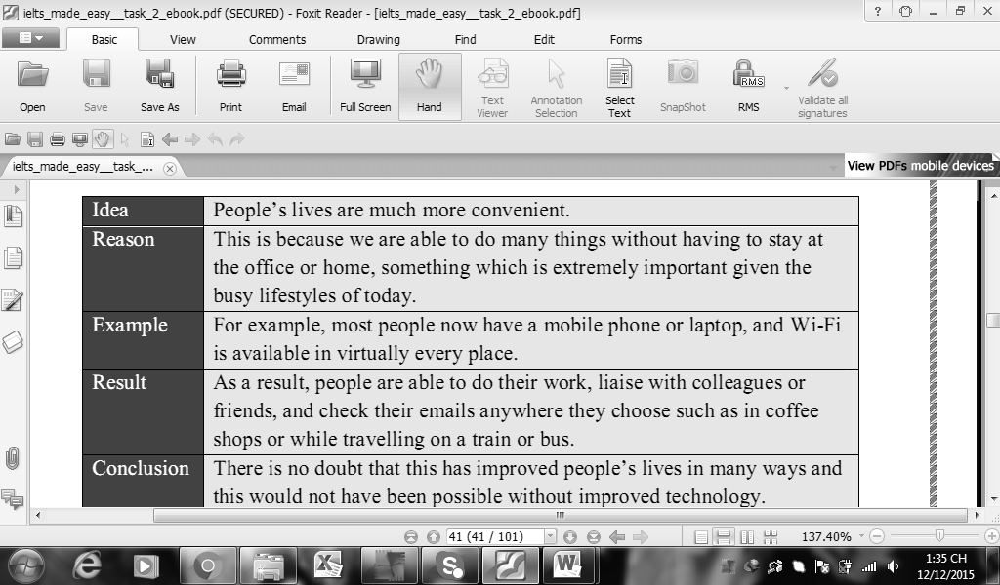 ielts_made_easy__task_2_ebook.pdf (SECURED) - Foxit Reader - [ielts_made_easy__task_2_ebook.pdf]
Basic View Comments Drawing Find Edit Forms
Open Save Save As Print Email Full Screen Hand Text Viewer Annotation Selection Select Text SnapShot RMS Validate all signatures
ielts_made_easy__task_...
View PDFs mobile devices
Idea People's lives are much more convenient.
Reason This is because we are able to do many things without having to stay at
the office or home, something which is extremely important given the
busy lifestyles of today.
Example For example, most people now have a mobile phone or laptop, and Wi-Fi
is available in virtually every place.
Result As a result, people are able to do their work, liaise with colleagues or
friends, and check their emails anywhere they choose such as in coffee
shops or while travelling on a train or bus.
Conclusion There is no doubt that this has improved people's lives in many ways and
this would not have been possible without improved technology.
41 (41 / 101) 137.40%
1:35 CH
12/12/2015